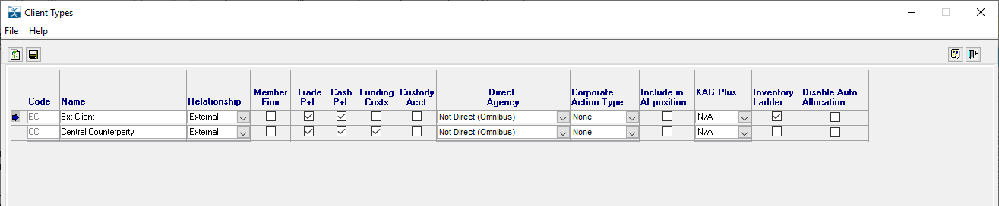 Client Types
File Help
Code Name Relationship Member Firm Trade P+L Cash P+L Funding Costs Custody Acct Direct Agency Corporate Action Type Include in AI position KAG Plus Inventory Ladder Disable Auto Allocation
EC Ext Client External Not Direct (Omnibus) None N/A
CC Central Counterparty External Not Direct (Omnibus) None N/A